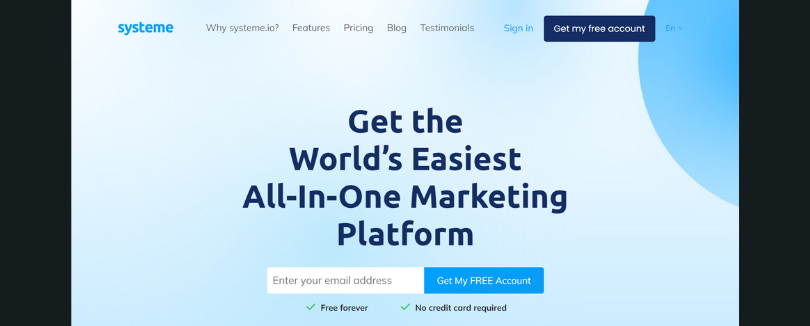 systeme
Why systeme.io? Features Pricing Blog Testimonials Sign in Get my free account En
Get the
World's Easiest
All-In-One Marketing
Platform
Enter your email address Get My FREE Account
Free forever No credit card required